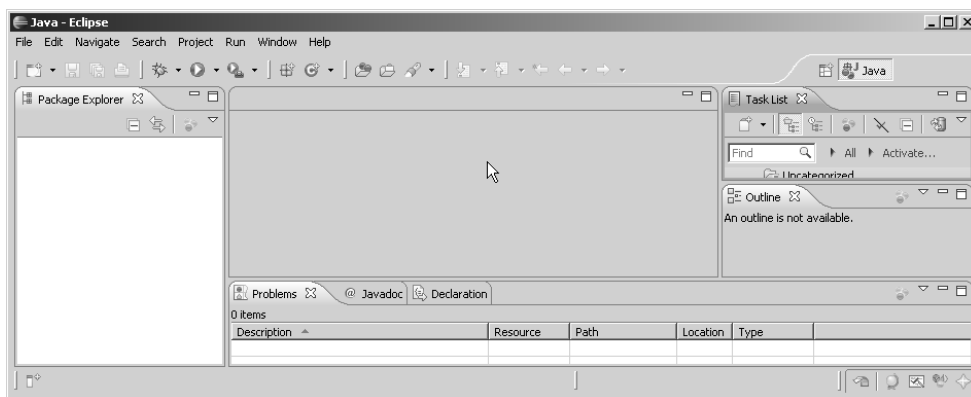 Java - Eclipse
File Edit Navigate Search Project Run Window Help
Java
Package Explorer
Task List
Find All Activate...
Uncategorized
Outline
An outline is not available.
Problems @ Javadoc Declaration
0 items
Description Resource Path Location Type